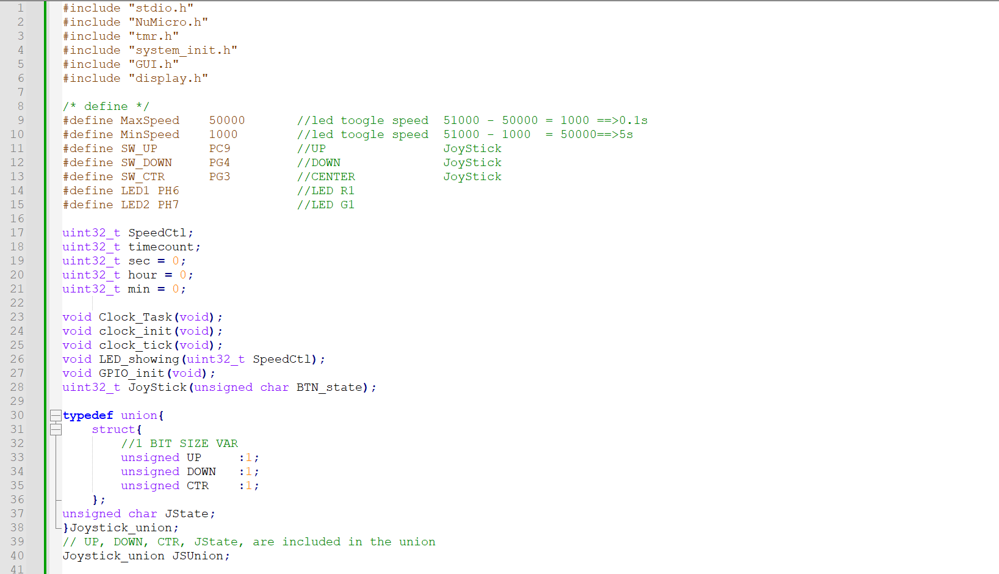 1 #include "stdio.h"
2 #include "NuMicro.h"
3 #include "tmr.h"
4 #include "system_init.h"
5 #include "GUI.h"
6 #include "display.h"
7
8 /* define */
9 #define MaxSpeed    50000       //led toogle speed  51000 - 50000 = 1000 ==>0.1s
10 #define MinSpeed    1000        //led toogle speed  51000 - 1000  = 50000==>5s
11 #define SW_UP       PC9         //UP                JoyStick
12 #define SW_DOWN     PG4         //DOWN              JoyStick
13 #define SW_CTR      PG3         //CENTER            JoyStick
14 #define LED1 PH6                //LED R1
15 #define LED2 PH7                //LED G1
16
17 uint32_t SpeedCtl;
18 uint32_t timecount;
19 uint32_t sec = 0;
20 uint32_t hour = 0;
21 uint32_t min = 0;
22
23 void Clock_Task(void);
24 void clock_init(void);
25 void clock_tick(void);
26 void LED_showing(uint32_t SpeedCtl);
27 void GPIO_init(void);
28 uint32_t JoyStick(unsigned char BTN_state);
29
30 typedef union{
31     struct{
32         //1 BIT SIZE VAR
33         unsigned UP     :1;
34         unsigned DOWN   :1;
35         unsigned CTR    :1;
36     };
37 unsigned char JState;
38 }Joystick_union;
39 // UP, DOWN, CTR, JState, are included in the union
40 Joystick_union JSUnion;
41